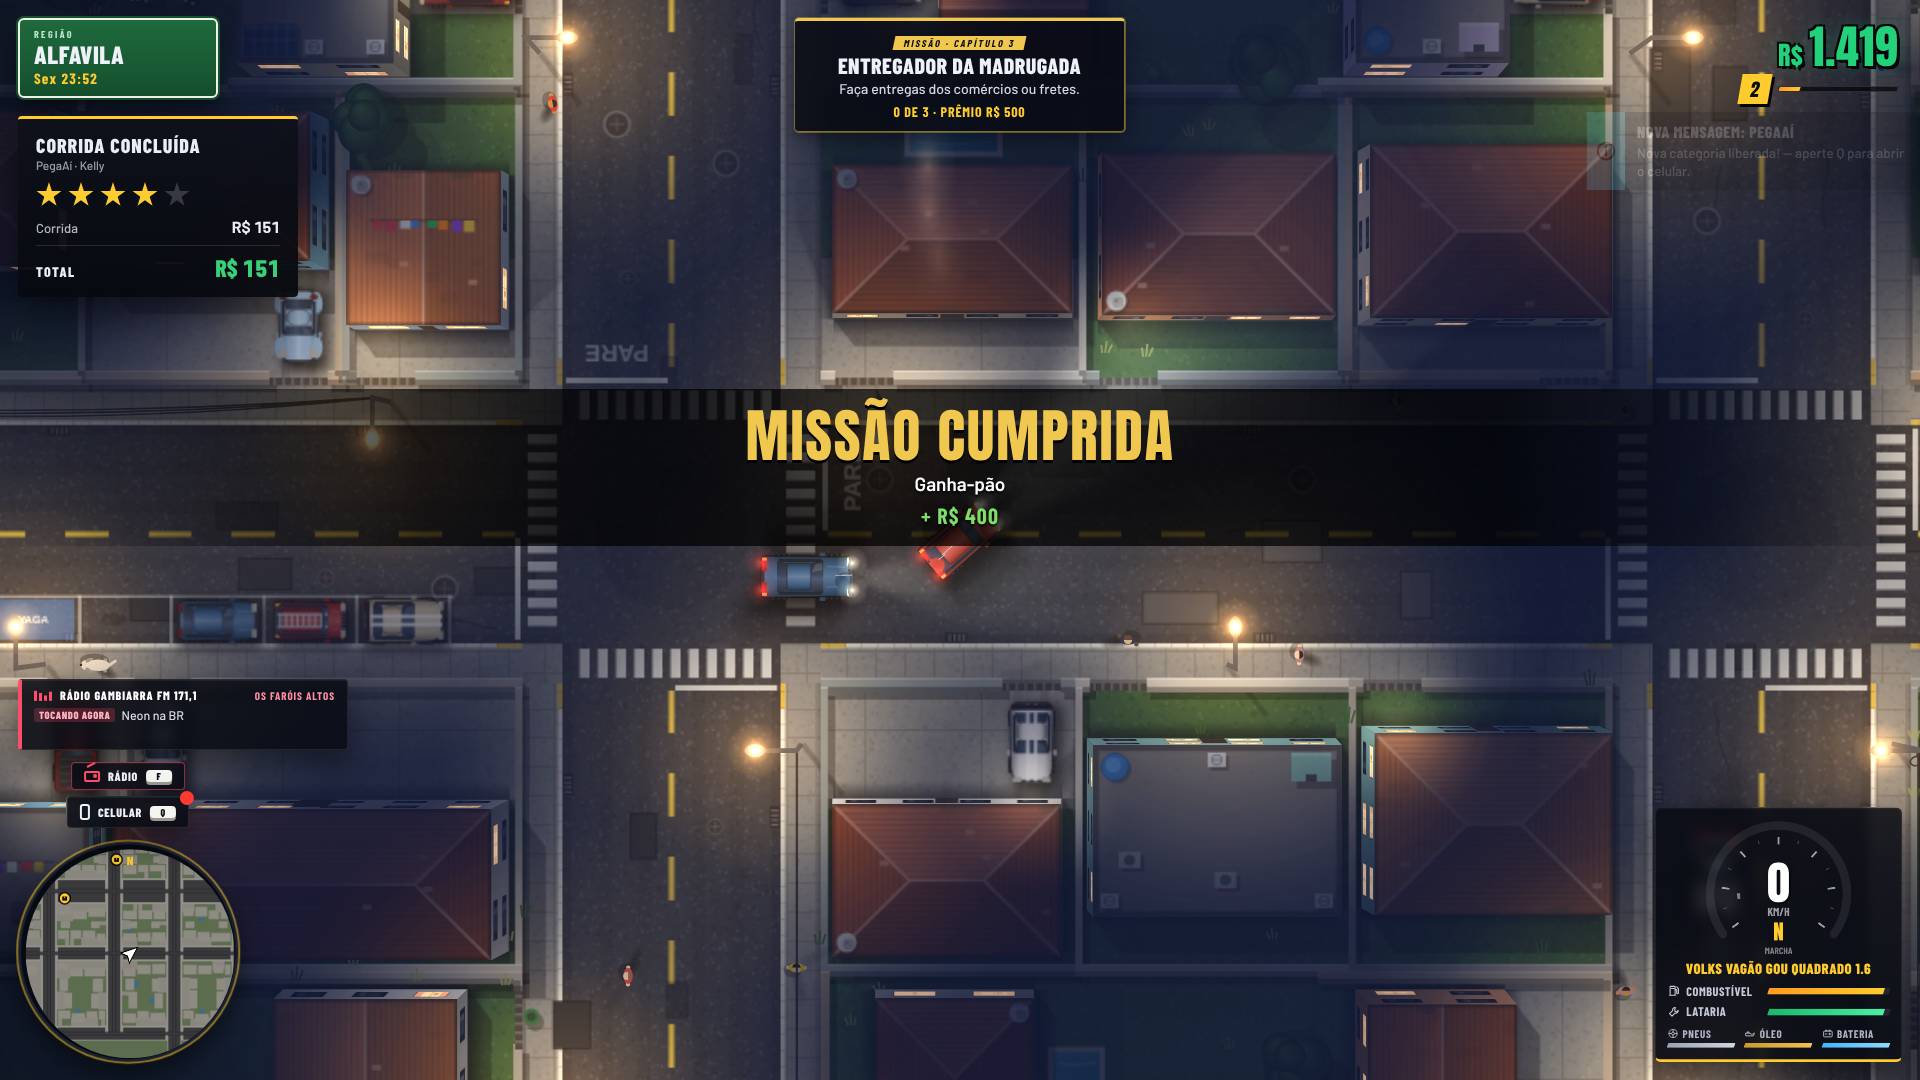 REGIÃO
ALFAVILA
Sex 23:52
CORRIDA CONCLUÍDA
PegaAí · Kelly
Corrida R$ 151
TOTAL R$ 151
MISSÃO · CAPÍTULO 3
ENTREGADOR DA MADRUGADA
Faça entregas dos comércios ou fretes.
0 DE 3 · PRÊMIO R$ 500
R$ 1.419
2
NOVA MENSAGEM: PEGAAÍ
Nova categoria liberada! — aperte Q para abrir
o celular.
PARE
MISSÃO CUMPRIDA
Ganha-pão
+ R$ 400
VAGA
RÁDIO GAMBIARRA FM 171,1 OS FARÓIS ALTOS
TOCANDO AGORA Neon na BR
RÁDIO F
CELULAR Q
N
0
KM/H
N
MARCHA
VOLKS VAGÃO GOU QUADRADO 1.6
COMBUSTÍVEL
LATARIA
PNEUS ÓLEO BATERIA